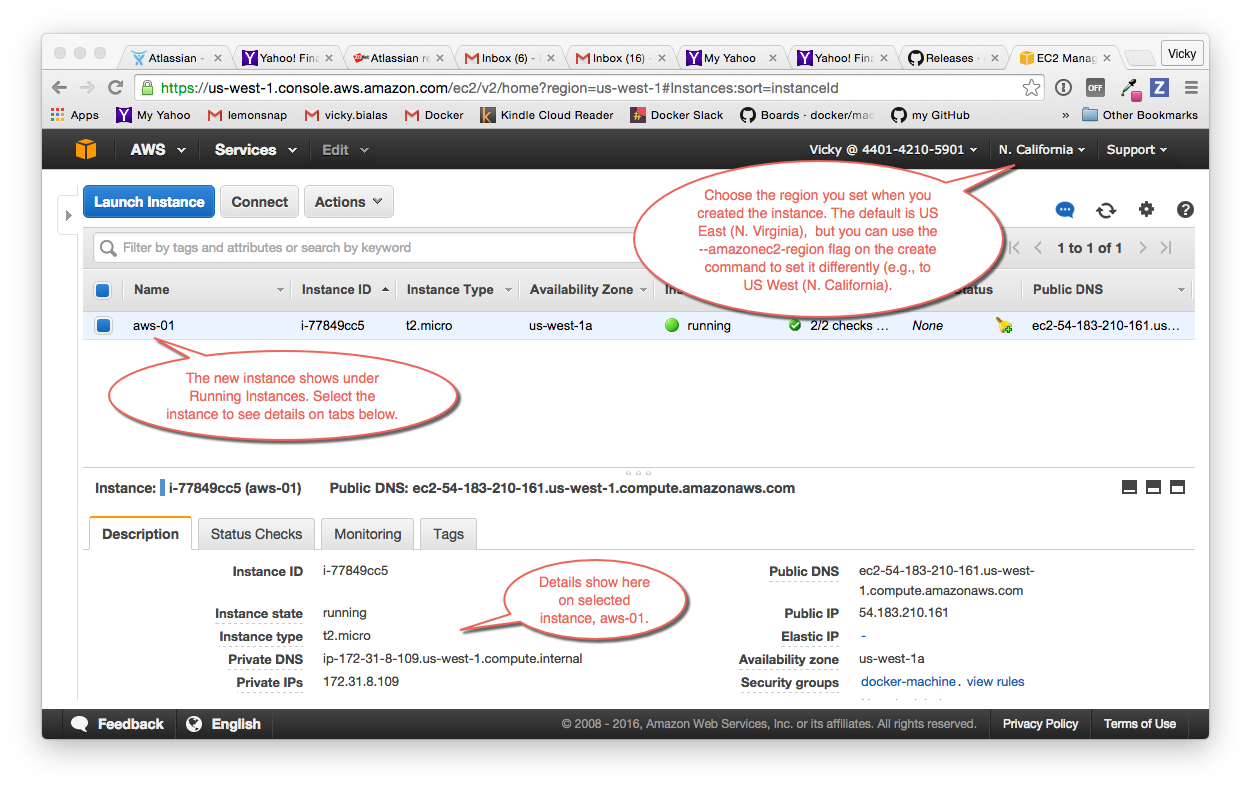 Atlassian -
Yahoo! Fina
Atlassian re
Inbox (6) -
Inbox (16)
My Yahoo
Yahoo! Fina
Releases ·
EC2 Manag
Vicky
https://us-west-1.console.aws.amazon.com/ec2/v2/home?region=us-west-1#Instances:sort=instanceId
OFF
Z
Apps
My Yahoo
lemonsnap
vicky.bialas
Docker
Kindle Cloud Reader
Docker Slack
Boards · docker/mac
my GitHub
»
Other Bookmarks
AWS
Services
Edit
Vicky @ 4401-4210-5901
N. California
Support
Launch Instance
Connect
Actions
Choose the region you set when you
created the instance. The default is US
East (N. Virginia), but you can use the
--amazonec2-region flag on the create
command to set it differently (e.g., to
US West (N. California).
Filter by tags and attributes or search by keyword
1 to 1 of 1
Name
Instance ID
Instance Type
Availability Zone
Public DNS
aws-01
i-77849cc5
t2.micro
us-west-1a
running
2/2 checks ...
None
ec2-54-183-210-161.us...
The new instance shows under
Running Instances. Select the
instance to see details on tabs below.
Instance: i-77849cc5 (aws-01) Public DNS: ec2-54-183-210-161.us-west-1.compute.amazonaws.com
Description
Status Checks
Monitoring
Tags
Instance ID i-77849cc5
Instance state running
Instance type t2.micro
Private DNS ip-172-31-8-109.us-west-1.compute.internal
Private IPs 172.31.8.109
Details show here
on selected
instance, aws-01.
Public DNS ec2-54-183-210-161.us-west-
1.compute.amazonaws.com
Public IP 54.183.210.161
Elastic IP -
Availability zone us-west-1a
Security groups docker-machine. view rules
Feedback
English
© 2008 - 2016, Amazon Web Services, Inc. or its affiliates. All rights reserved.
Privacy Policy
Terms of Use